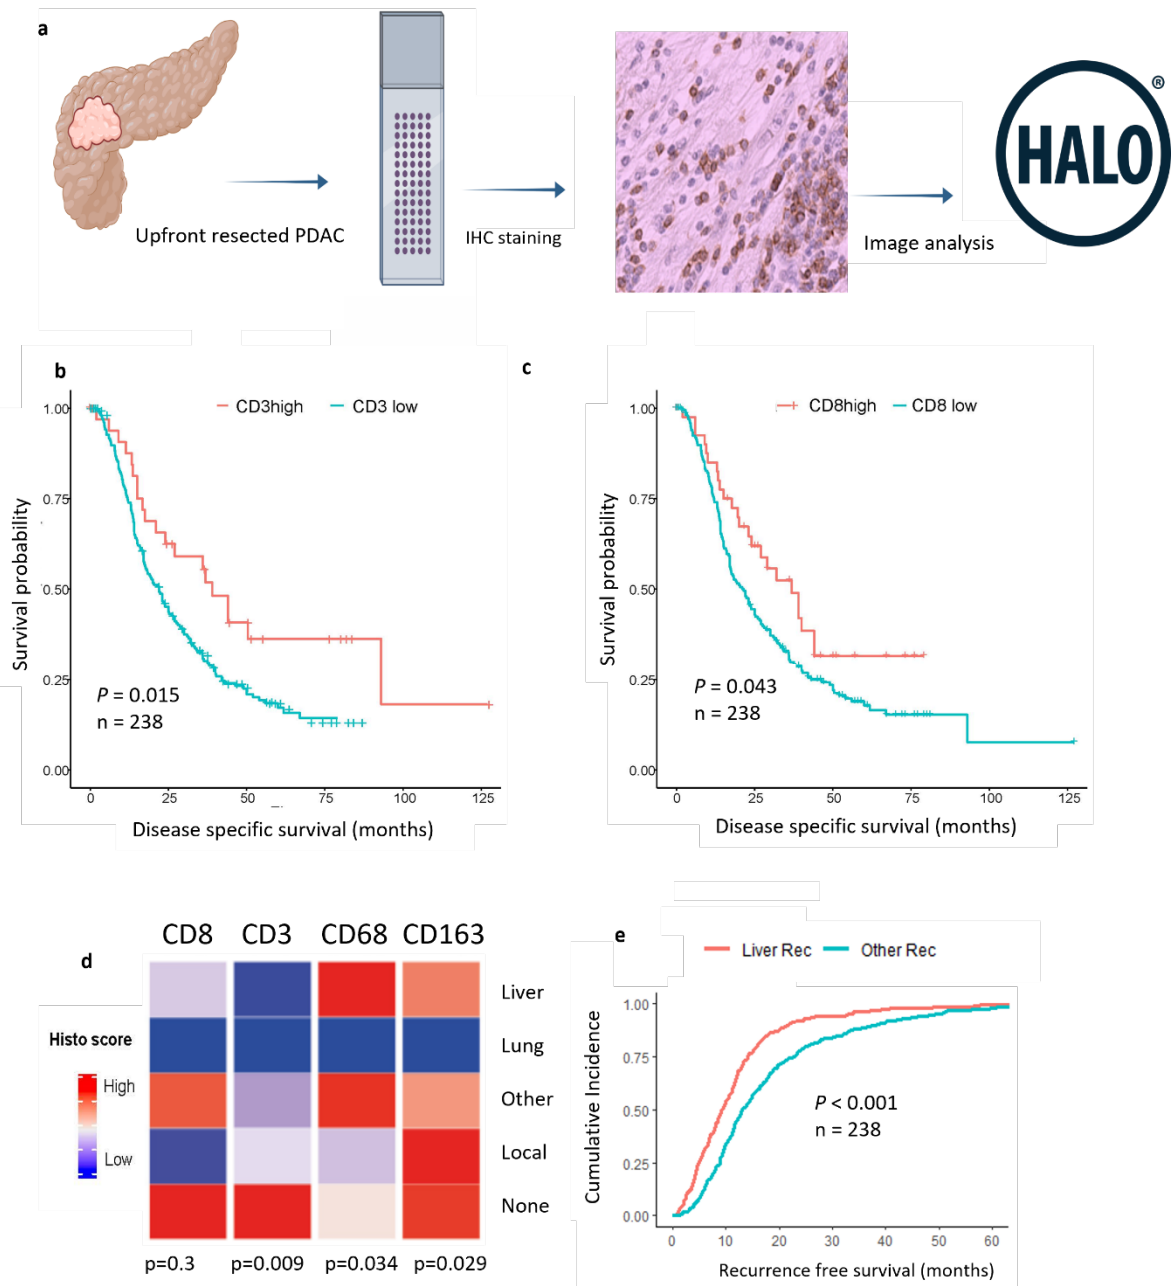 a
Upfront resected PDAC
IHC staining
Image analysis
HALO®
b
CD3high CD3 low
1.00
0.75
0.50
0.25
0.00
Survival probability
P = 0.015
n = 238
0 25 50 75 100 125
Disease specific survival (months)
c
CD8high CD8 low
1.00
0.75
0.50
0.25
0.00
Survival probability
P = 0.043
n = 238
0 25 50 75 100 125
Disease specific survival (months)
d
CD8 CD3 CD68 CD163
Liver
Lung
Other
Local
None
Histo score
High
Low
p=0.3 p=0.009 p=0.034 p=0.029
e
Liver Rec Other Rec
1.00
0.75
0.50
0.25
0.00
Cumulative Incidence
P < 0.001
n = 238
0 10 20 30 40 50 60
Recurrence free survival (months)